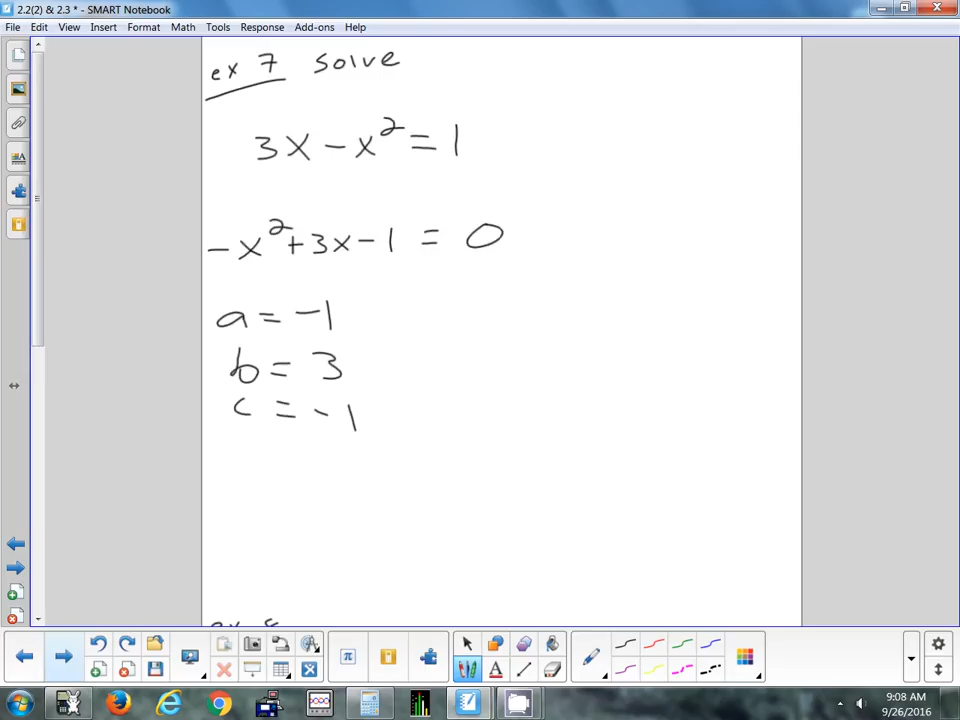 2.2(2) & 2.3 * - SMART Notebook
File Edit View Insert Format Math Tools Response Add-ons Help
ex 7 solve
3x - x² = 1
-x² + 3x - 1 = 0
a = -1
b = 3
c = -1
9:08 AM
9/26/2016